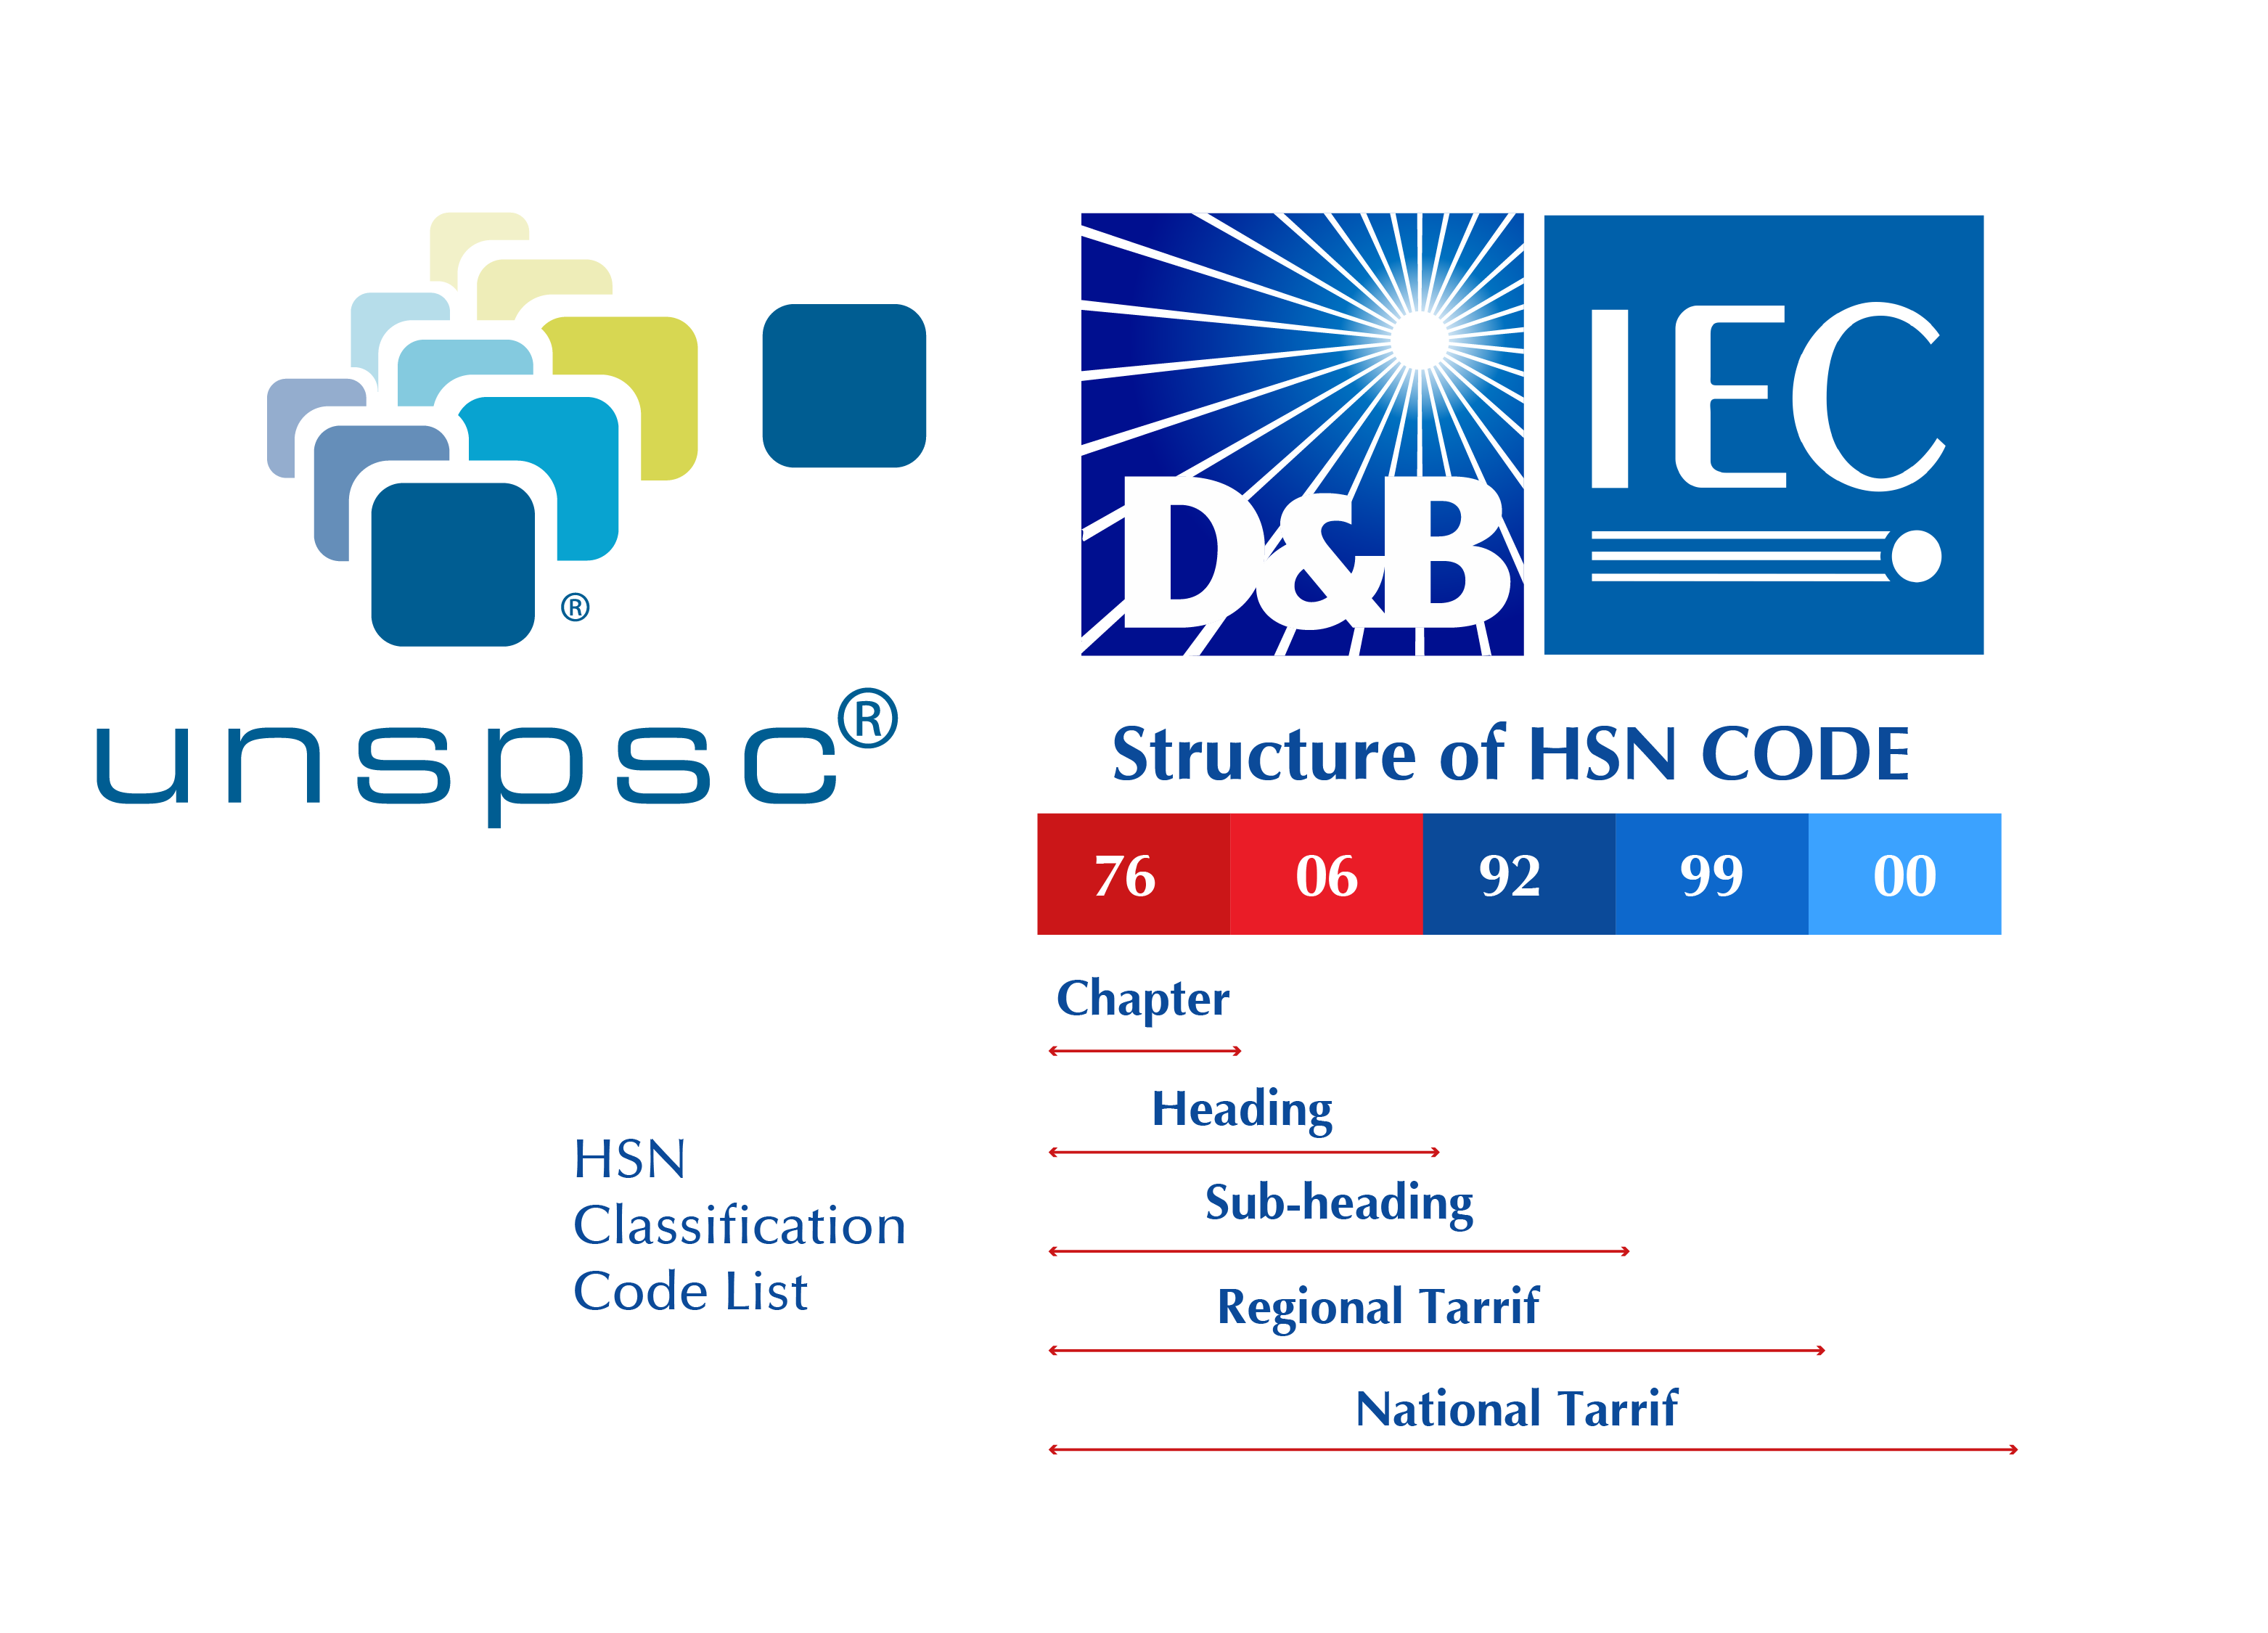 ®
unspsc®
D&B
IEC
Structure of HSN CODE
76 06 92 99 00
Chapter
Heading
Sub-heading
Regional Tarrif
National Tarrif
HSN
Classification
Code List